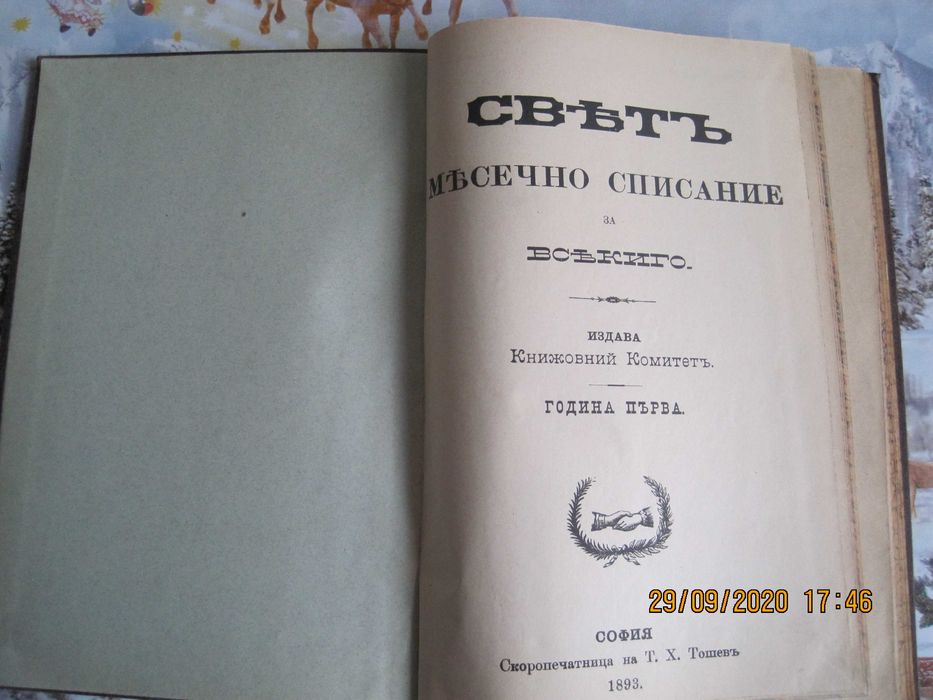 СВѢТЪ
МѢСЕЧНО СПИСАНИЕ
ЗА
ВСѢКИГО.
ИЗДАВА
Книжовний Комитетъ.
ГОДИНА ПЪРВА.
СОФИЯ
Скоропечатница на Т. Х. Тошевъ
1893.
29/09/2020 17:46